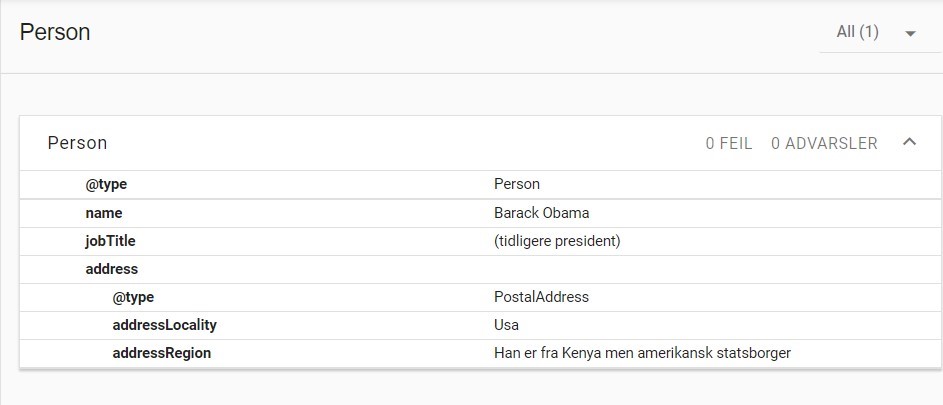 Person All (1)
Person 0 FEIL 0 ADVARSLER
@type Person
name Barack Obama
jobTitle (tidligere president)
address
@type PostalAddress
addressLocality Usa
addressRegion Han er fra Kenya men amerikansk statsborger